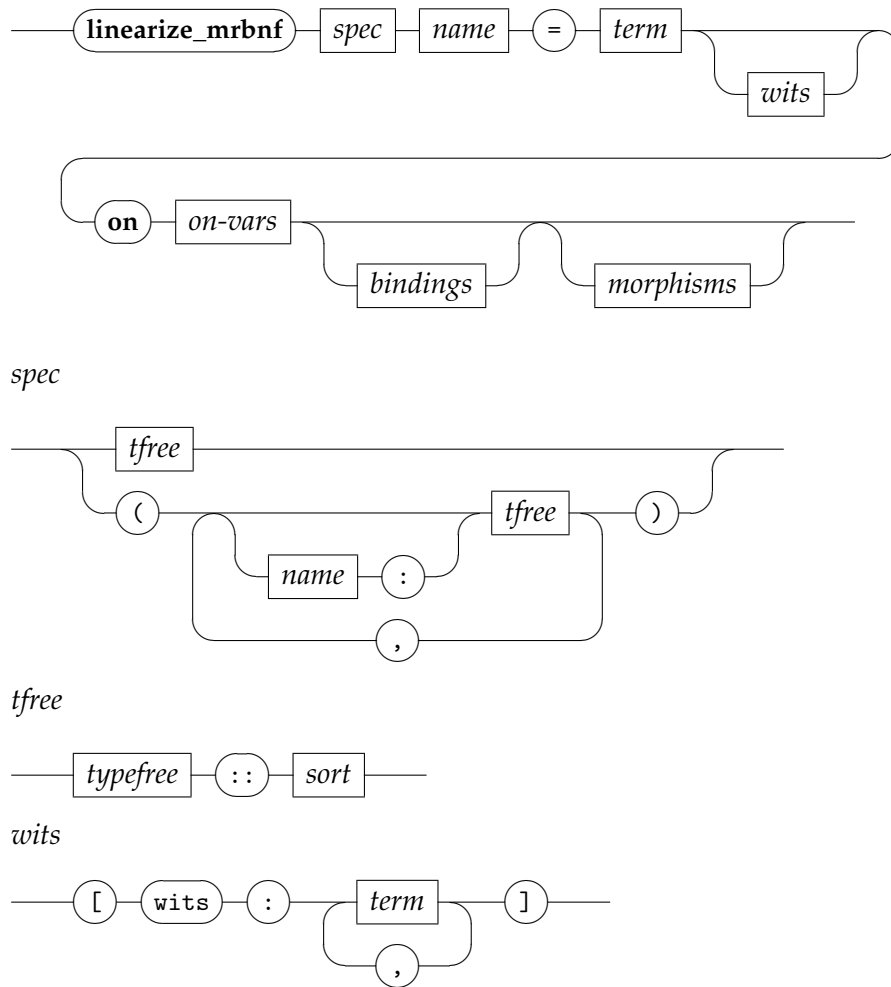 linearize_mrbnf spec name = term
wits
on on-vars
bindings morphisms
spec
tfree
( tfree )
name :
,
tfree
typefree :: sort
wits
[ wits : term ]
,